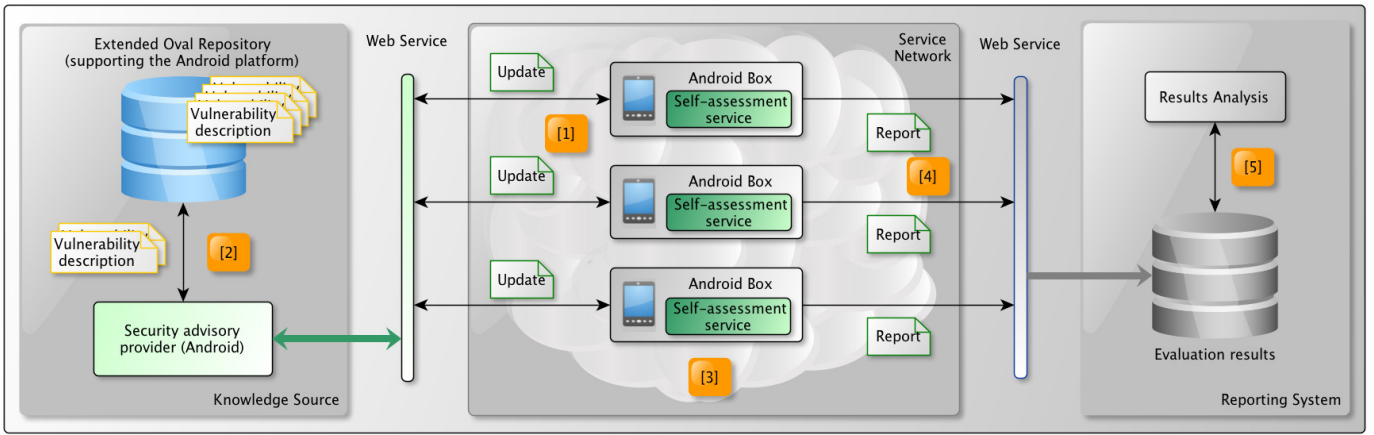 Extended Oval Repository
(supporting the Android platform)
Vulnerability
description
Vulnerability
description
[2]
Security advisory
provider (Android)
Knowledge Source
Web Service
Update
[1]
Update
Update
Android Box
Self-assessment
service
Android Box
Self-assessment
service
Android Box
Self-assessment
service
[3]
Service
Network
Report
[4]
Report
Report
Web Service
Results Analysis
[5]
Evaluation results
Reporting System